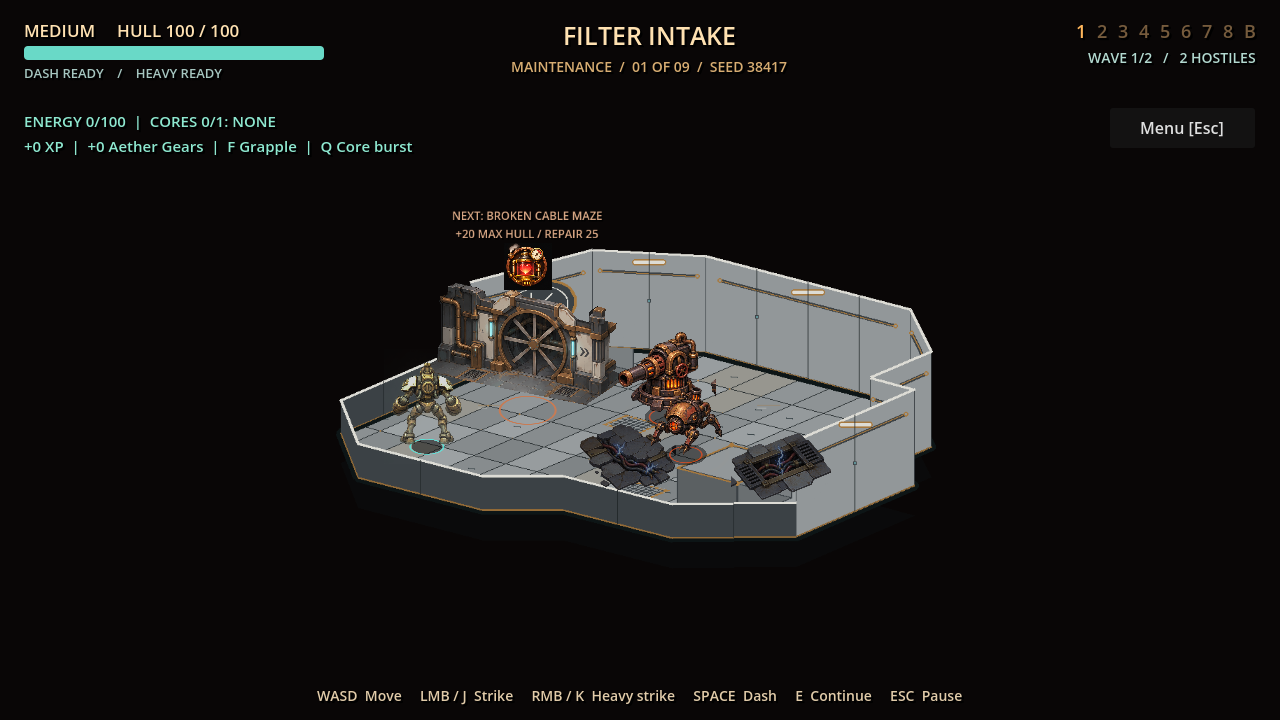 MEDIUM HULL 100 / 100
DASH READY / HEAVY READY
FILTER INTAKE
MAINTENANCE / 01 OF 09 / SEED 38417
1 2 3 4 5 6 7 8 B
WAVE 1/2 / 2 HOSTILES
ENERGY 0/100 | CORES 0/1: NONE
+0 XP | +0 Aether Gears | F Grapple | Q Core burst
Menu [Esc]
NEXT: BROKEN CABLE MAZE
+20 MAX HULL / REPAIR 25
WASD Move LMB / J Strike RMB / K Heavy strike SPACE Dash E Continue ESC Pause